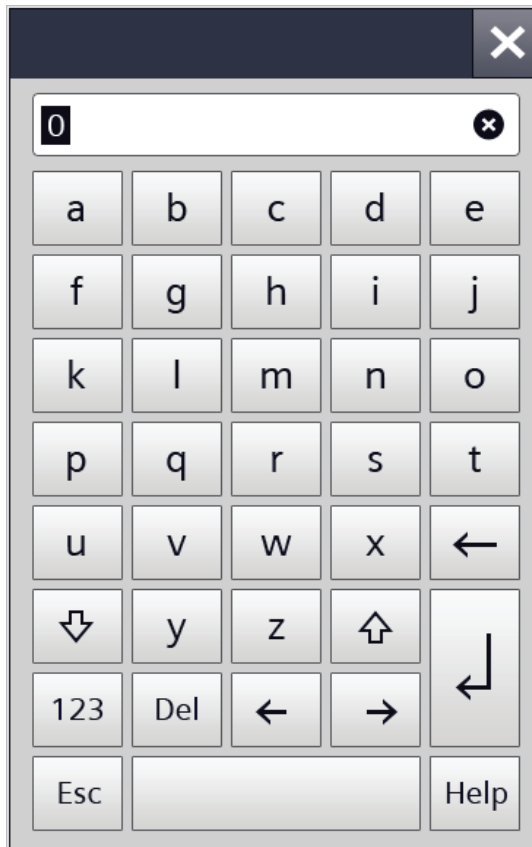 0
a b c d e
f g h i j
k l m n o
p q r s t
u v w x ←
y z
123 Del ← →
Esc Help